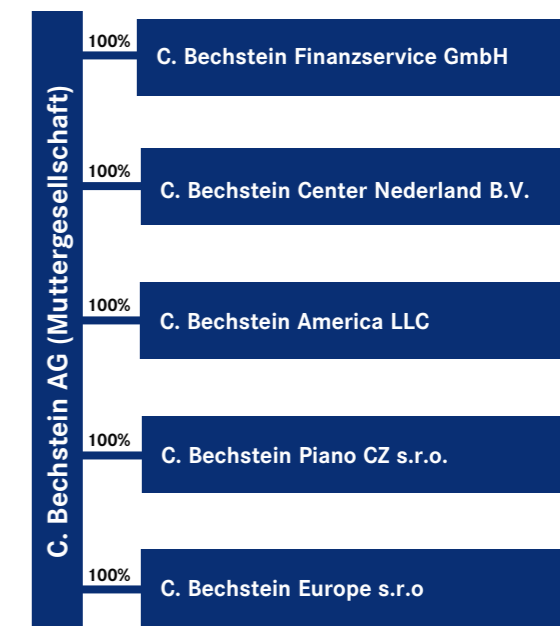 C. Bechstein AG (Muttergesellschaft)
100%
C. Bechstein Finanzservice GmbH
100%
C. Bechstein Center Nederland B.V.
100%
C. Bechstein America LLC
100%
C. Bechstein Piano CZ s.r.o.
100%
C. Bechstein Europe s.r.o